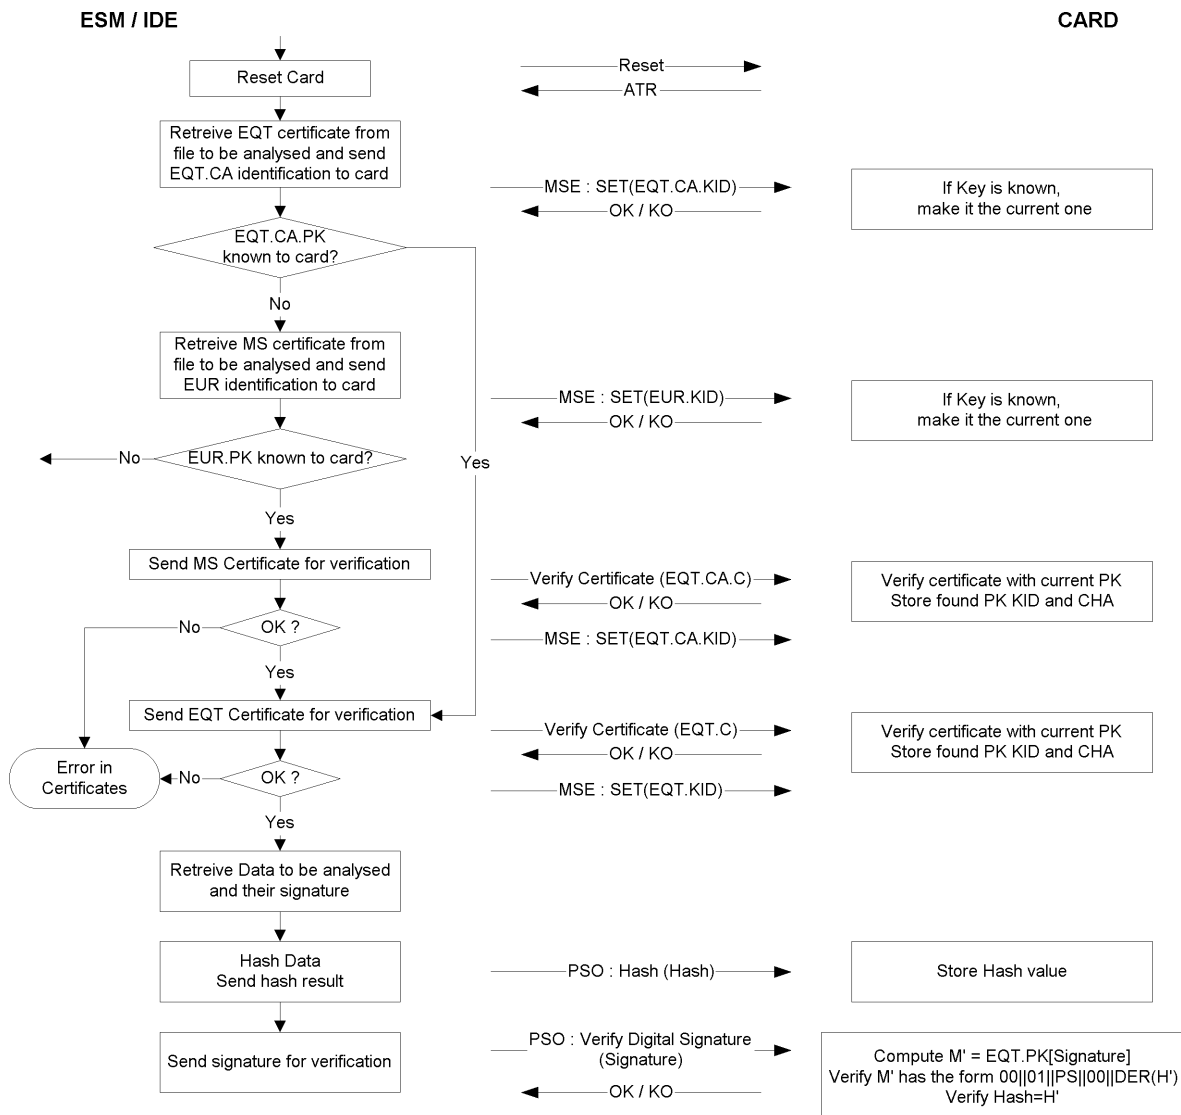 ESM / IDE
CARD
Reset Card
Reset
ATR
Retreive EQT certificate from
file to be analysed and send
EQT.CA identification to card
MSE : SET(EQT.CA.KID)
OK / KO
If Key is known,
make it the current one
EQT.CA.PK
known to card?
No
Retreive MS certificate from
file to be analysed and send
EUR identification to card
MSE : SET(EUR.KID)
OK / KO
If Key is known,
make it the current one
No
EUR.PK known to card?
Yes
Yes
Send MS Certificate for verification
Verify Certificate (EQT.CA.C)
OK / KO
Verify certificate with current PK
Store found PK KID and CHA
No
OK ?
MSE : SET(EQT.CA.KID)
Yes
Send EQT Certificate for verification
Verify Certificate (EQT.C)
OK / KO
Verify certificate with current PK
Store found PK KID and CHA
Error in
Certificates
No
OK ?
MSE : SET(EQT.KID)
Yes
Retreive Data to be analysed
and their signature
Hash Data
Send hash result
PSO : Hash (Hash)
Store Hash value
Send signature for verification
PSO : Verify Digital Signature
(Signature)
OK / KO
Compute M' = EQT.PK[Signature]
Verify M' has the form 00||01||PS||00||DER(H')
Verify Hash=H'